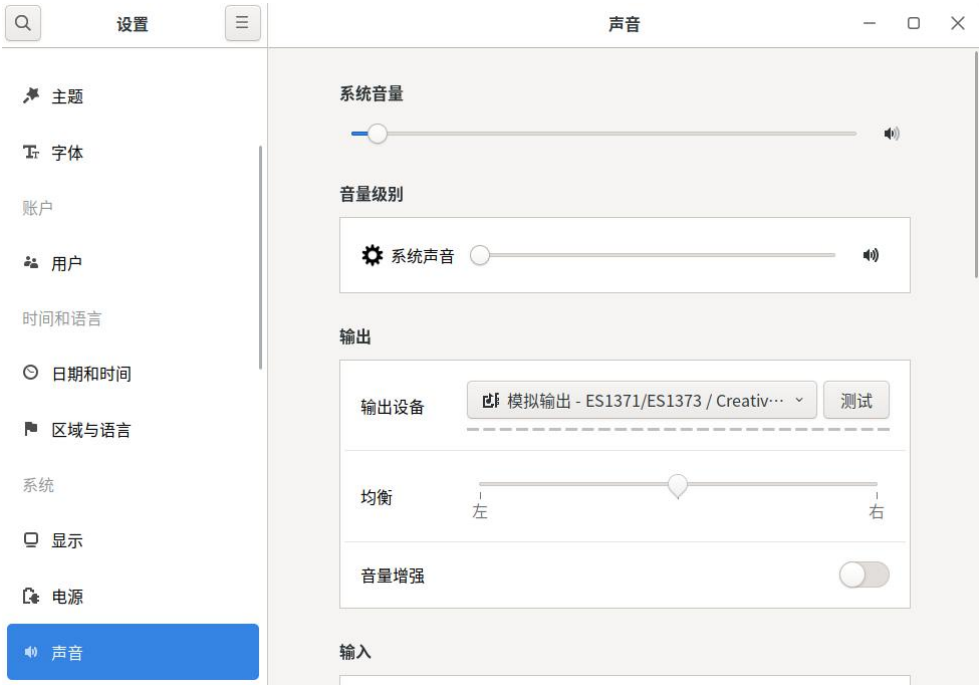 设置
声音
主题
字体
账户
用户
时间和语言
日期和时间
区域与语言
系统
显示
电源
声音
系统音量
音量级别
系统声音
输出
输出设备
模拟输出 - ES1371/ES1373 / Creativ…
测试
均衡
左
右
音量增强
输入